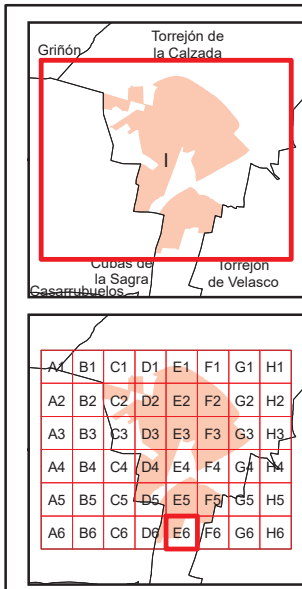 Torrejón de
la Calzada
Griñón
I
Cubas de
la Sagra
Torrejón
de Velasco
Casarrubuelos
A1 B1 C1 D1 E1 F1 G1 H1
A2 B2 C2 D2 E2 F2 G2 H2
A3 B3 C3 D3 E3 F3 G3 H3
A4 B4 C4 D4 E4 F4 G4 H4
A5 B5 C5 D5 E5 F5 G5 H5
A6 B6 C6 D6 E6 F6 G6 H6